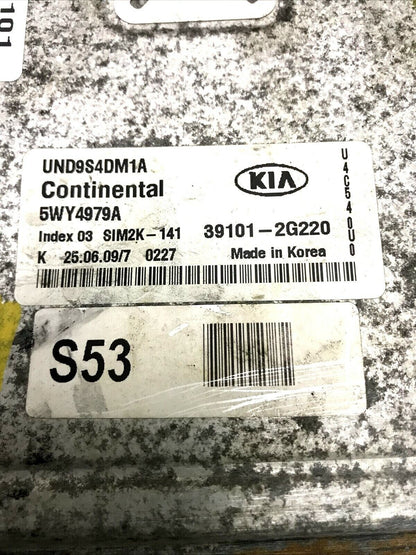 101
UND9S4DM1A
Continental
5WY4979A
Index 03 SIM2K-141
K 25:06.09/7 0227
KIA
39101-2G220
Made in Korea
U4C540U0
S53